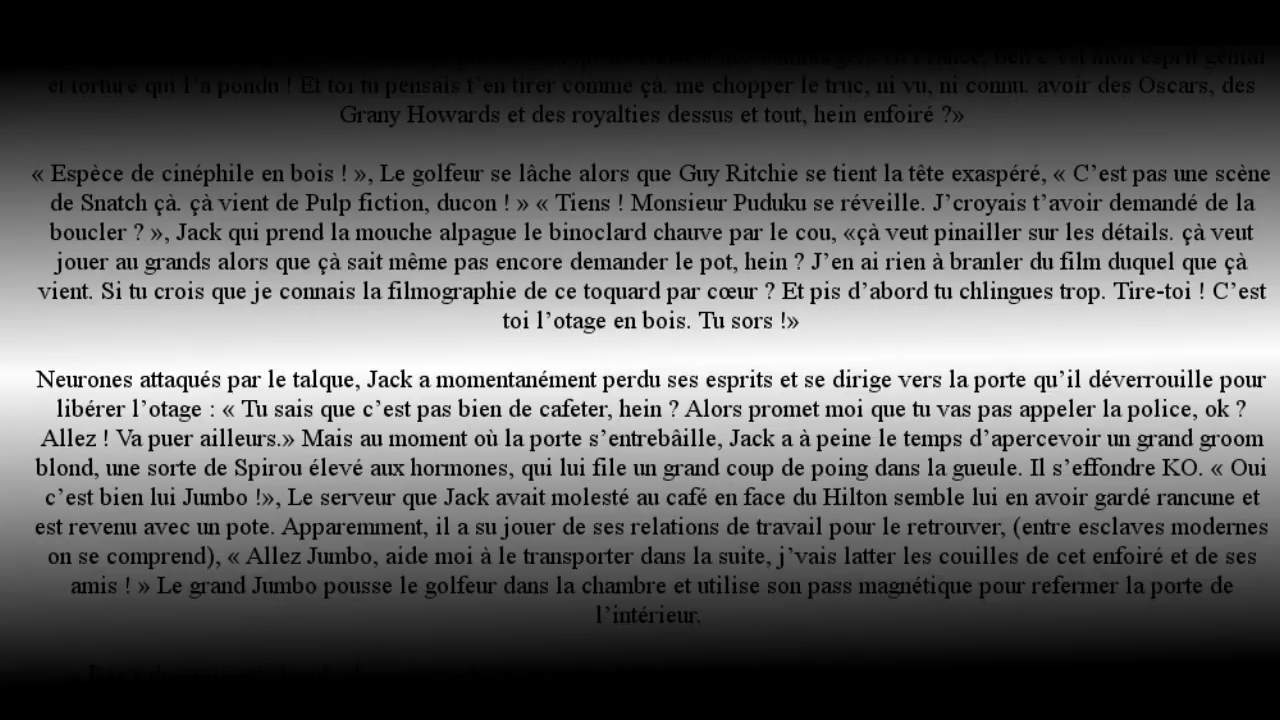 et torturé qui l'a pondu ! Et toi tu pensais t'en tirer comme çà. me chopper le truc, ni vu, ni connu. avoir des Oscars, des
Grany Howards et des royalties dessus et tout, hein enfoiré ?»
« Espèce de cinéphile en bois ! », Le golfeur se lâche alors que Guy Ritchie se tient la tête exaspéré, « C'est pas une scène
de Snatch çà. çà vient de Pulp fiction, ducon ! » « Tiens ! Monsieur Puduku se réveille. J'croyais t'avoir demandé de la
boucler ? », Jack qui prend la mouche alpague le binoclard chauve par le cou, «çà veut pinailler sur les détails. çà veut
jouer au grands alors que çà sait même pas encore demander le pot, hein ? J'en ai rien à branler du film duquel que çà
vient. Si tu crois que je connais la filmographie de ce toquard par cœur ? Et pis d'abord tu chlingues trop. Tire-toi ! C'est
toi l'otage en bois. Tu sors !»
Neurones attaqués par le talque, Jack a momentanément perdu ses esprits et se dirige vers la porte qu'il déverrouille pour
libérer l'otage : « Tu sais que c'est pas bien de cafeter, hein ? Alors promet moi que tu vas pas appeler la police, ok ?
Allez ! Va puer ailleurs.» Mais au moment où la porte s'entrebâille, Jack a à peine le temps d'apercevoir un grand groom
blond, une sorte de Spirou élevé aux hormones, qui lui file un grand coup de poing dans la gueule. Il s'effondre KO. « Oui
c'est bien lui Jumbo !», Le serveur que Jack avait molesté au café en face du Hilton semble lui en avoir gardé rancune et
est revenu avec un pote. Apparemment, il a su jouer de ses relations de travail pour le retrouver, (entre esclaves modernes
on se comprend), « Allez Jumbo, aide moi à le transporter dans la suite, j'vais latter les couilles de cet enfoiré et de ses
amis ! » Le grand Jumbo pousse le golfeur dans la chambre et utilise son pass magnétique pour refermer la porte de
l'intérieur.